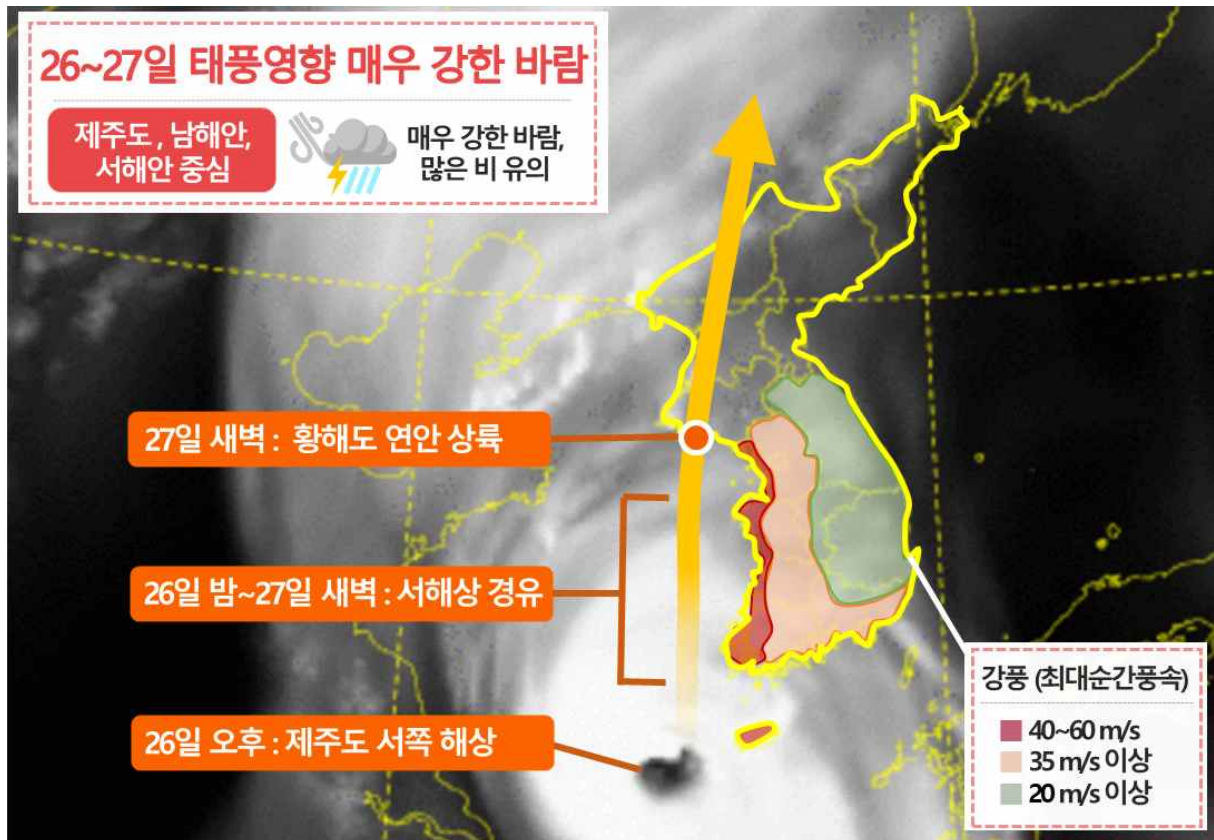 26~27일 태풍영향 매우 강한 바람
제주도 , 남해안,
서해안 중심
매우 강한 바람,
많은 비 유의
27일 새벽 : 황해도 연안 상륙
26일 밤~27일 새벽 : 서해상 경유
26일 오후 : 제주도 서쪽 해상
강풍 (최대순간풍속)
40~60 m/s
35 m/s 이상
20 m/s 이상